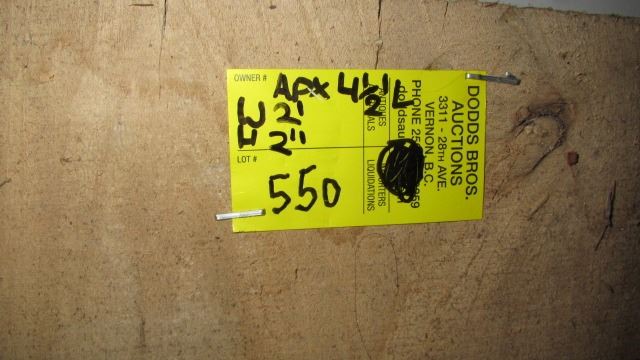 OWNER #
APX 4 1/2 L
W 2'
2"
LOT #
550
DODDS BROS.
AUCTIONS
3311 - 28TH AVE.
VERNON, B.C.
PHONE 25
LIQUIDATIONS